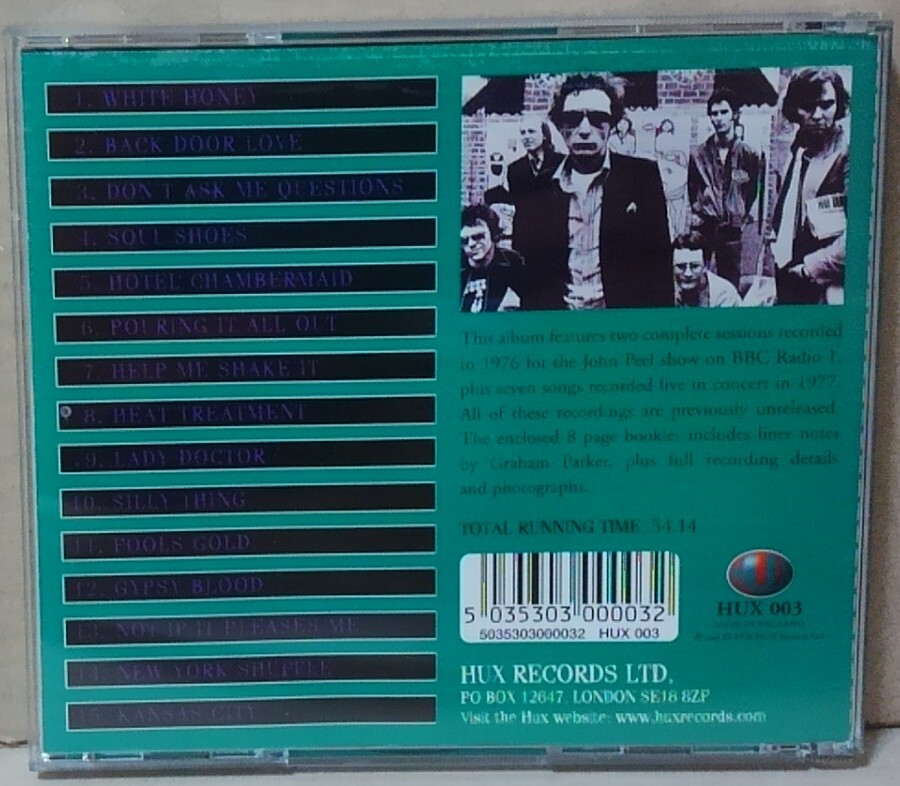 1. WHITE HONEY
2. BACK DOOR LOVE
3. DON'T ASK ME QUESTIONS
4. SOUL SHOES
5. HOTEL CHAMBERMAID
6. POURING IT ALL OUT
7. HELP ME SHAKE IT
8. HEAT TREATMENT
9. LADY DOCTOR
10. SILLY THING
11. FOOLS GOLD
12. GYPSY BLOOD
13. NOT IF IT PLEASES ME
14. NEW YORK SHUFFLE
15. KANSAS CITY
This album features two complete sessions recorded
in 1976 for the John Peel show on BBC Radio 1,
plus seven songs recorded live in concert in 1977.
All of these recordings are previously unreleased.
The enclosed 8 page booklet includes liner notes
by Graham Parker, plus full recording details
and photographs.
TOTAL RUNNING TIME 54.14
5 035303 000032
5035303000032 HUX 003
HUX 003
MADE IN ENGLAND
HUX RECORDS LTD,
PO BOX 12647, LONDON SE18 8ZF
Visit the Hux website: www.huxrecords.com